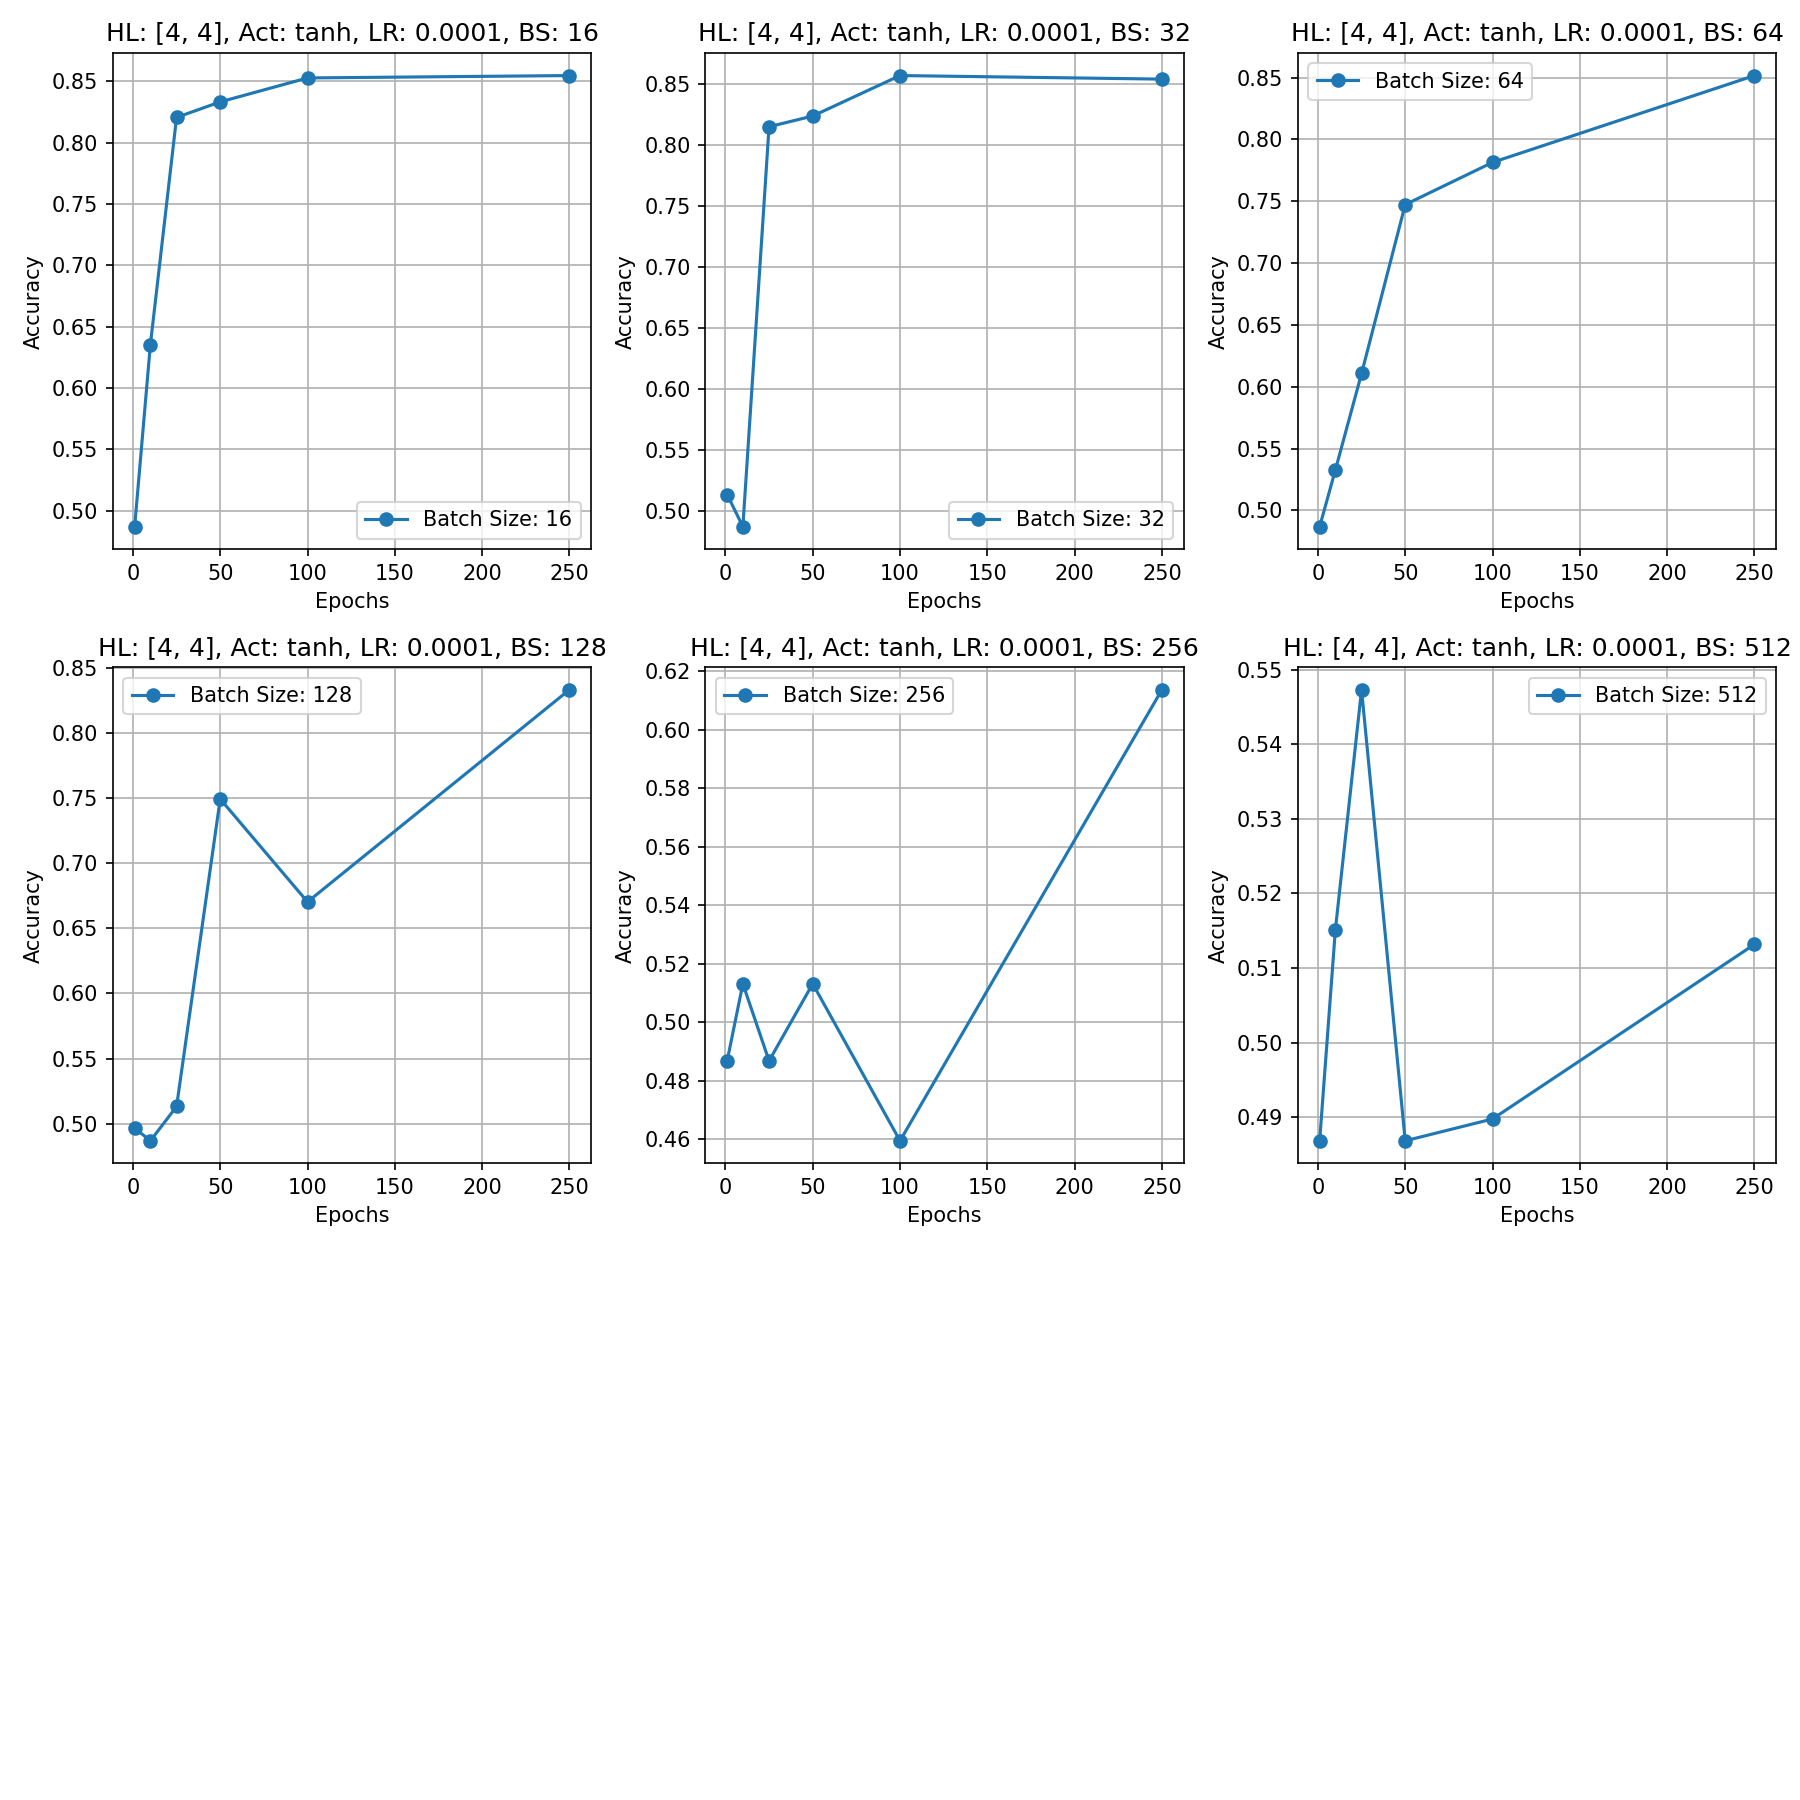 HL: [4, 4], Act: tanh, LR: 0.0001, BS: 16
0.85
0.80
0.75
0.70
0.65
0.60
0.55
0.50
Accuracy
Batch Size: 16
0 50 100 150 200 250
Epochs
HL: [4, 4], Act: tanh, LR: 0.0001, BS: 32
0.85
0.80
0.75
0.70
0.65
0.60
0.55
0.50
Accuracy
Batch Size: 32
0 50 100 150 200 250
Epochs
HL: [4, 4], Act: tanh, LR: 0.0001, BS: 64
Batch Size: 64
0.85
0.80
0.75
0.70
0.65
0.60
0.55
0.50
Accuracy
0 50 100 150 200 250
Epochs
HL: [4, 4], Act: tanh, LR: 0.0001, BS: 128
Batch Size: 128
0.85
0.80
0.75
0.70
0.65
0.60
0.55
0.50
Accuracy
0 50 100 150 200 250
Epochs
HL: [4, 4], Act: tanh, LR: 0.0001, BS: 256
Batch Size: 256
0.62
0.60
0.58
0.56
0.54
0.52
0.50
0.48
0.46
Accuracy
0 50 100 150 200 250
Epochs
HL: [4, 4], Act: tanh, LR: 0.0001, BS: 512
Batch Size: 512
0.55
0.54
0.53
0.52
0.51
0.50
0.49
Accuracy
0 50 100 150 200 250
Epochs